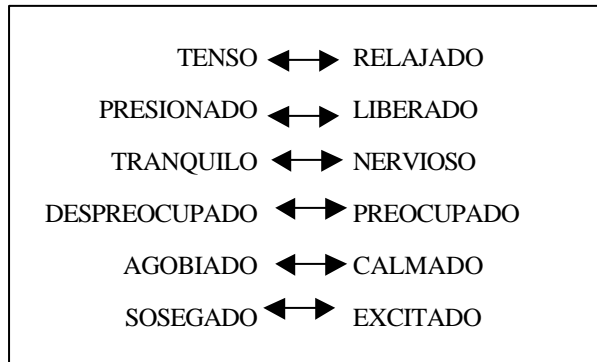 TENSO RELAJADO
PRESIONADO LIBERADO
TRANQUILO NERVIOSO
DESPREOCUPADO PREOCUPADO
AGOBIADO CALMADO
SOSEGADO EXCITADO